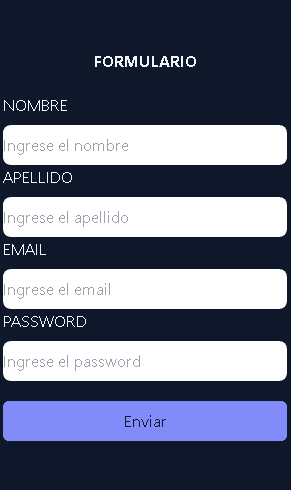 FORMULARIO
NOMBRE
Ingrese el nombre
APELLIDO
Ingrese el apellido
EMAIL
Ingrese el email
PASSWORD
Ingrese el password
Enviar